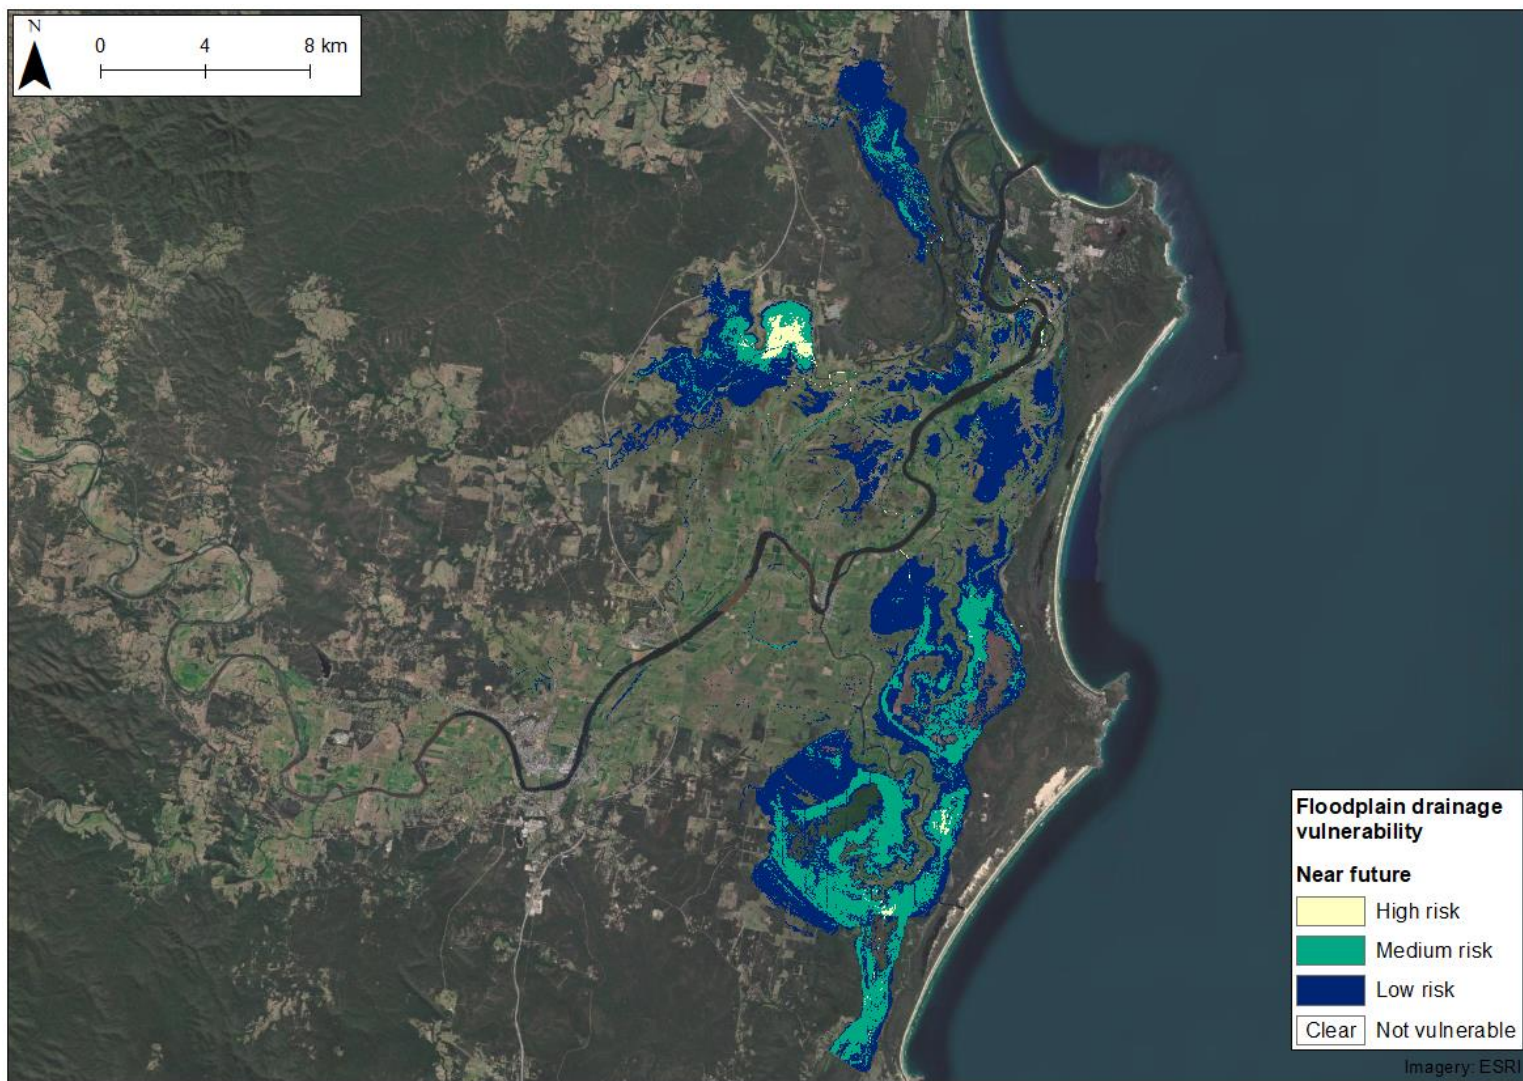 N
0 4 8 km
Floodplain drainage
vulnerability
Near future
High risk
Medium risk
Low risk
Clear Not vulnerable
Imagery: ESRI